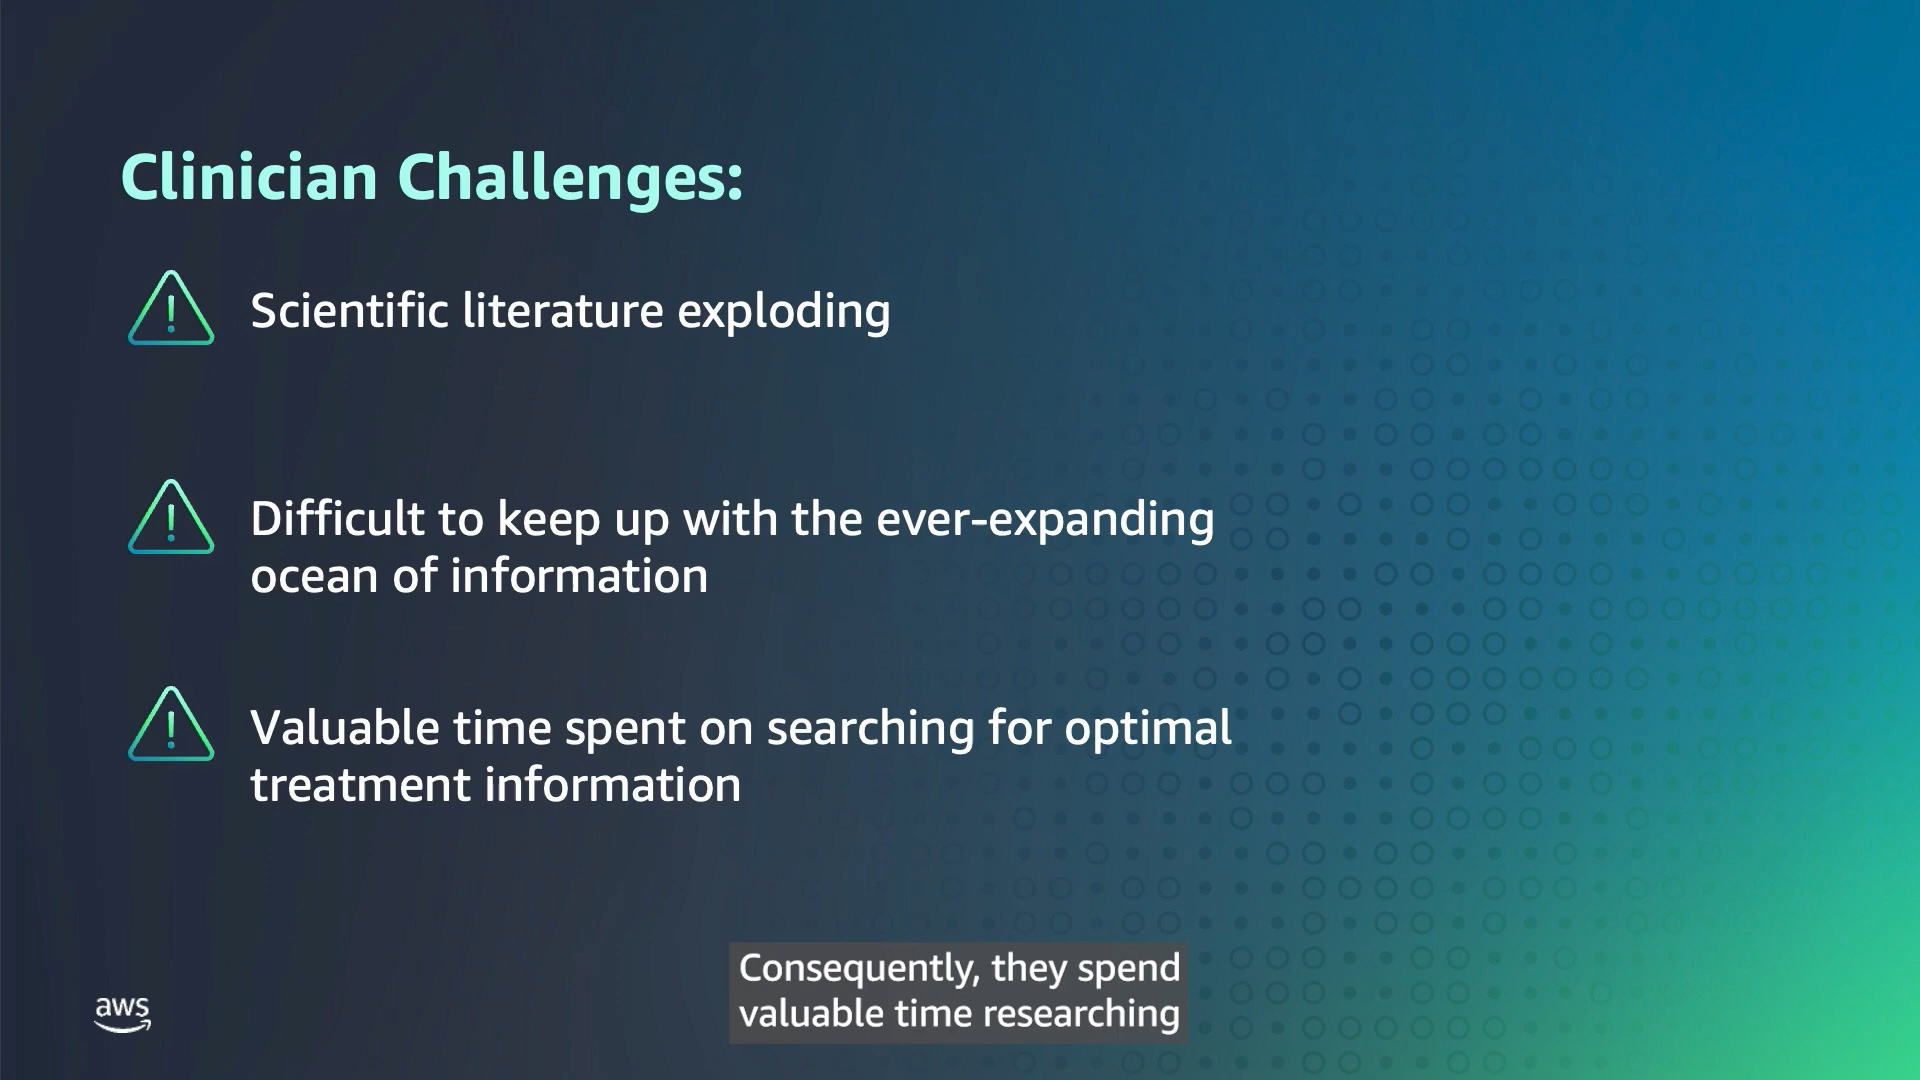 Clinician Challenges:
Scientific literature exploding
Difficult to keep up with the ever-expanding
ocean of information
Valuable time spent on searching for optimal
treatment information
Consequently, they spend
valuable time researching
aws